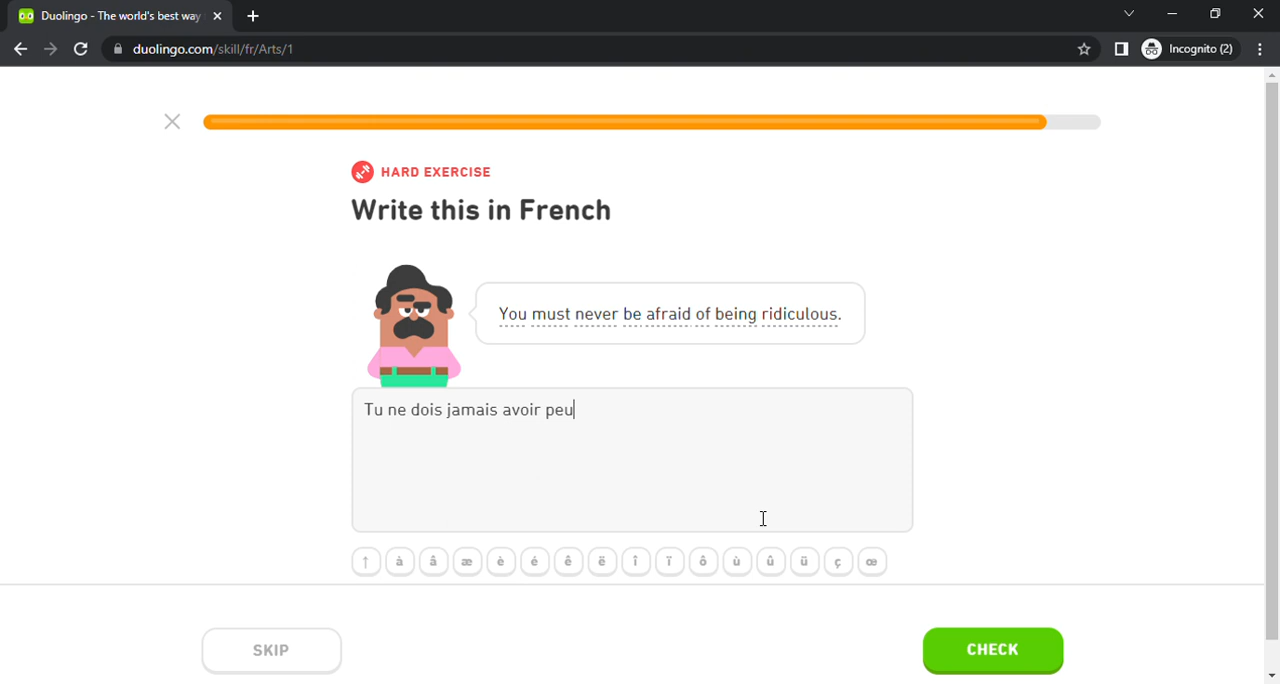 Duolingo - The world's best way
duolingo.com/skill/fr/Arts/1
Incognito (2)
HARD EXERCISE
Write this in French
You must never be afraid of being ridiculous.
Tu ne dois jamais avoir peu
↑ à â æ è é ê ë î ï ô ù û ü ç œ
SKIP
CHECK